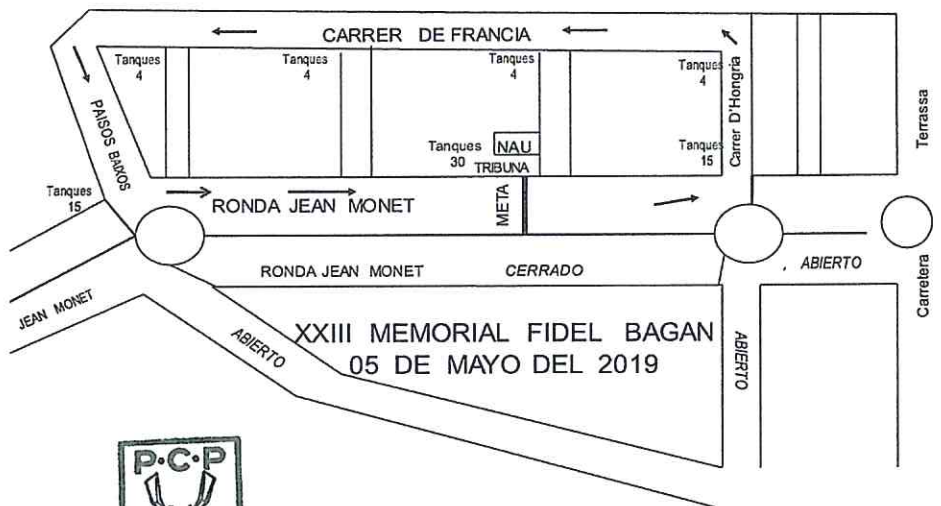 CARRER DE FRANCIA
Tanques
4
Tanques
4
Tanques
4
Tanques
4
PAISOS BAIXOS
Carrer D'Hongria
Terrassa
Tanques
30
NAU
TRIBUNA
Tanques
15
Tanques
15
RONDA JEAN MONET
META
RONDA JEAN MONET
CERRADO
ABIERTO
Carretera
JEAN MONET
ABIERTO
ABIERTO
XXIII MEMORIAL FIDEL BAGAN
05 DE MAYO DEL 2019
P·C·P